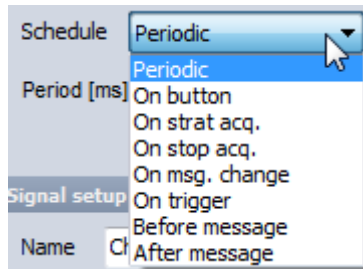 Schedule Periodic
Periodic
Period [ms] On button
On strat acq.
On stop acq.
On msg. change
Signal setup On trigger
Before message
Name Ch After message